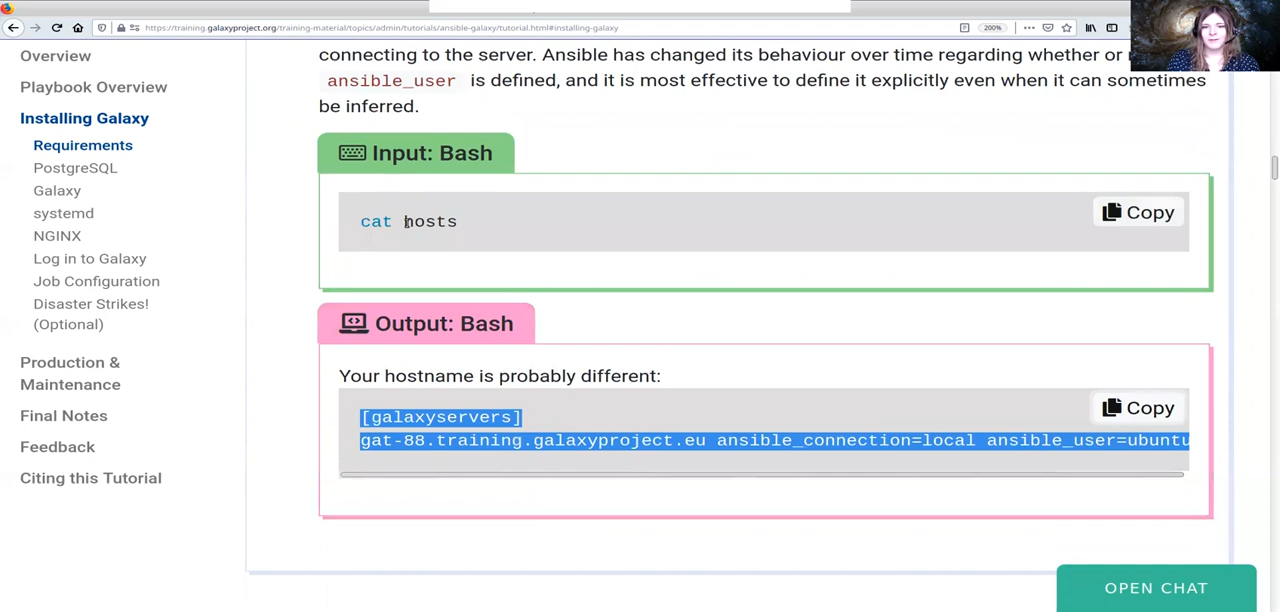 https://training.galaxyproject.org/training-material/topics/admin/tutorials/ansible-galaxy/tutorial.html#installing-galaxy
200%
Overview
Playbook Overview
Installing Galaxy
Requirements
PostgreSQL
Galaxy
systemd
NGINX
Log in to Galaxy
Job Configuration
Disaster Strikes!
(Optional)
Production &
Maintenance
Final Notes
Feedback
Citing this Tutorial
connecting to the server. Ansible has changed its behaviour over time regarding whether or
ansible_user is defined, and it is most effective to define it explicitly even when it can sometimes
be inferred.
Input: Bash
cat hosts
Copy
Output: Bash
Your hostname is probably different:
[galaxyservers]
gat-88.training.galaxyproject.eu ansible_connection=local ansible_user=ubuntu
Copy
OPEN CHAT